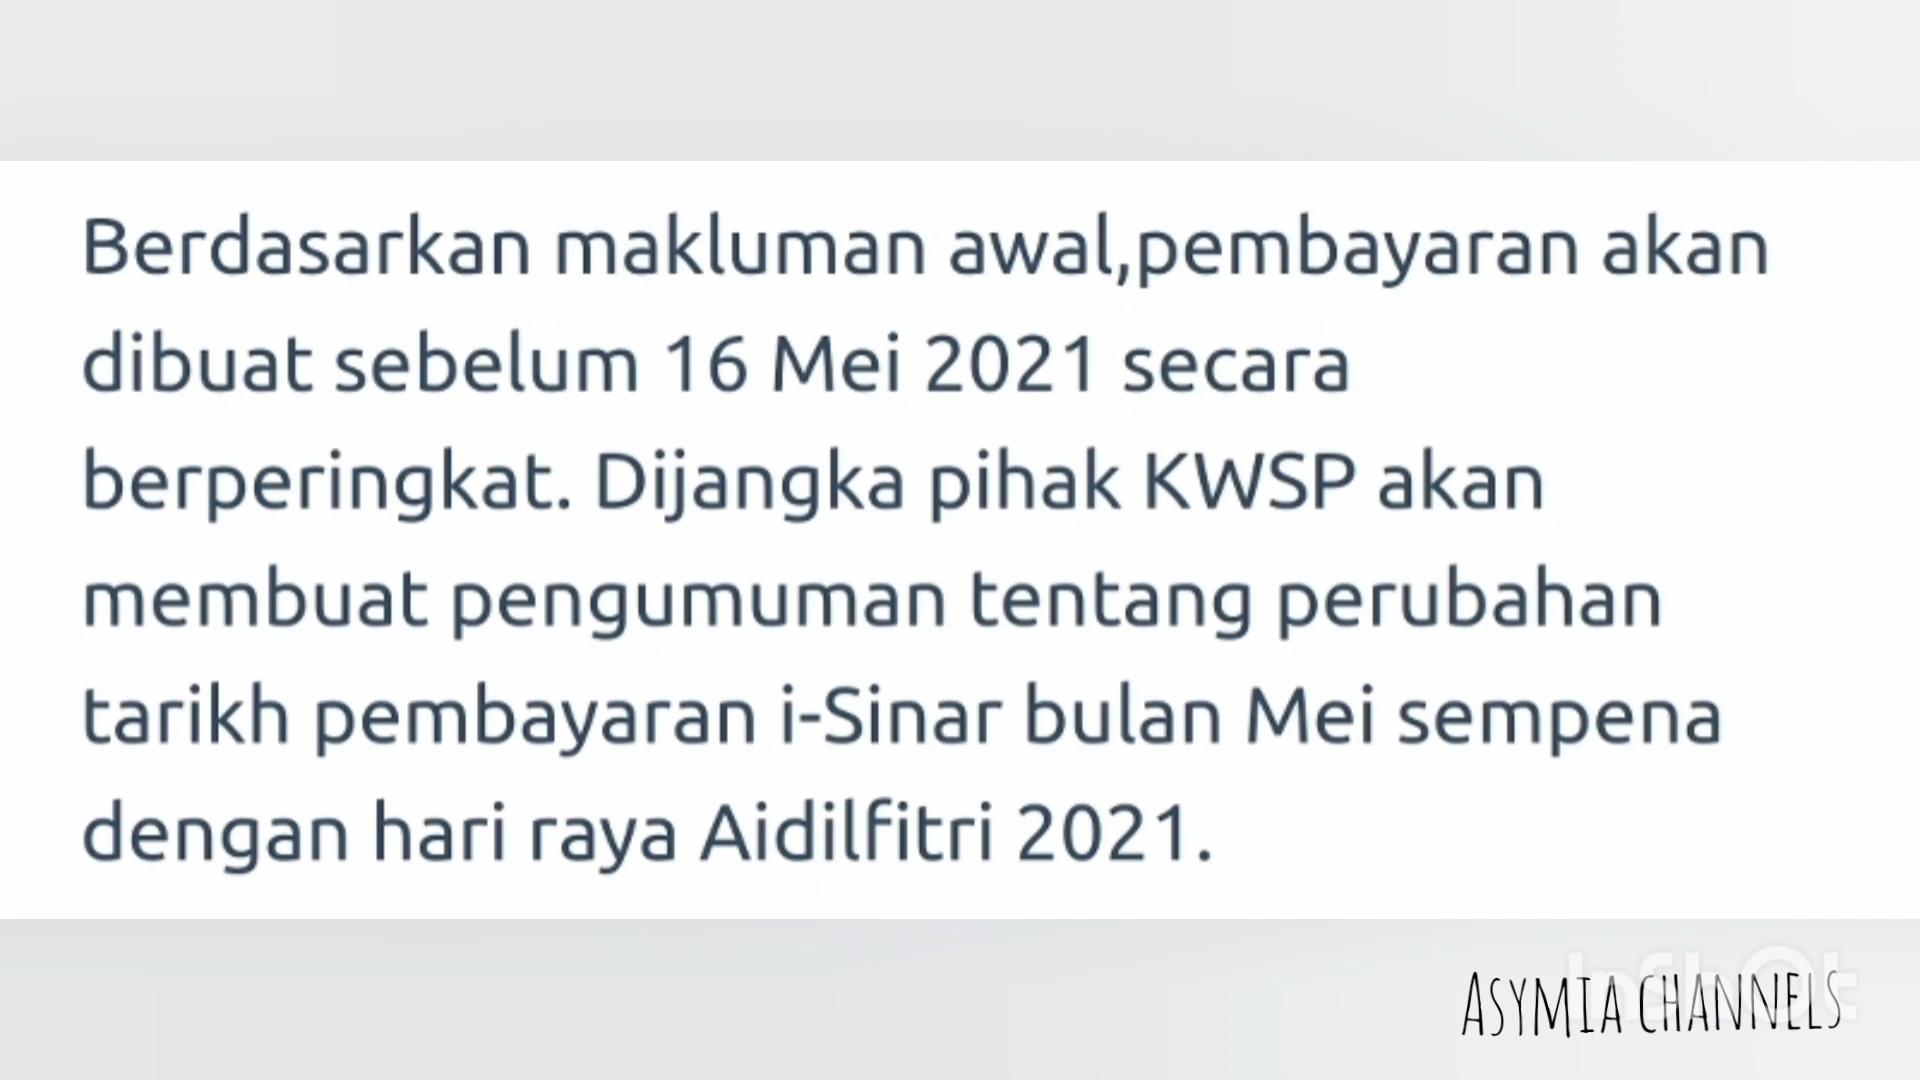 Berdasarkan makluman awal,pembayaran akan
dibuat sebelum 16 Mei 2021 secara
berperingkat. Dijangka pihak KWSP akan
membuat pengumuman tentang perubahan
tarikh pembayaran i-Sinar bulan Mei sempena
dengan hari raya Aidilfitri 2021.
InShOt
ASYMIA CHANNELS